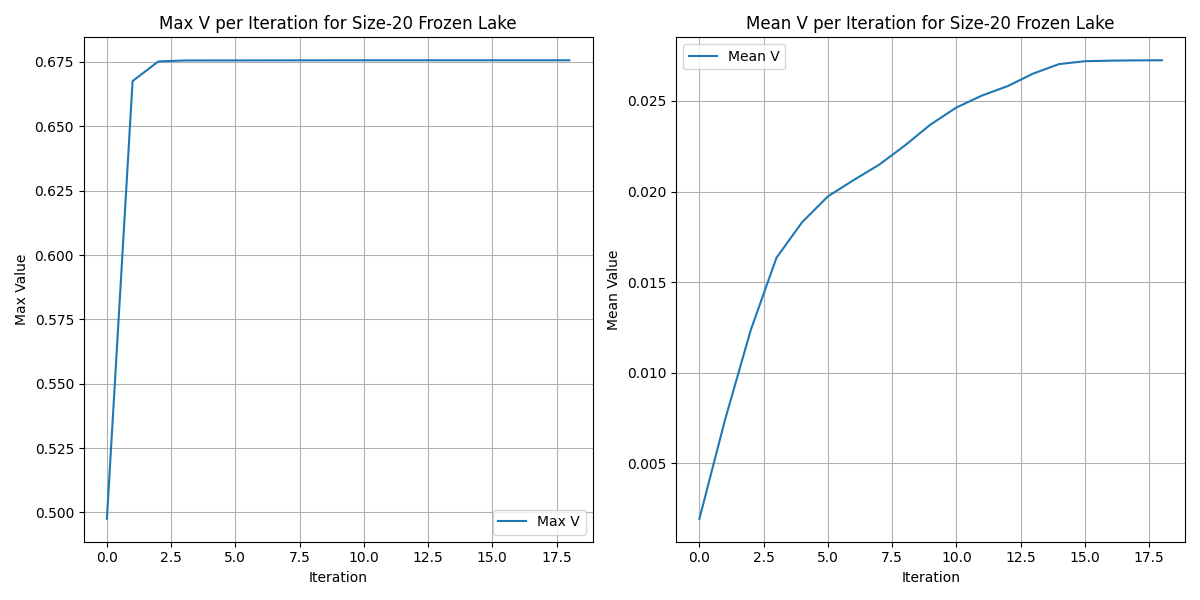 Max V per Iteration for Size-20 Frozen Lake
Max Value
0.675
0.650
0.625
0.600
0.575
0.550
0.525
0.500
Max V
0.0 2.5 5.0 7.5 10.0 12.5 15.0 17.5
Iteration
Mean V per Iteration for Size-20 Frozen Lake
Mean V
Mean Value
0.025
0.020
0.015
0.010
0.005
0.0 2.5 5.0 7.5 10.0 12.5 15.0 17.5
Iteration